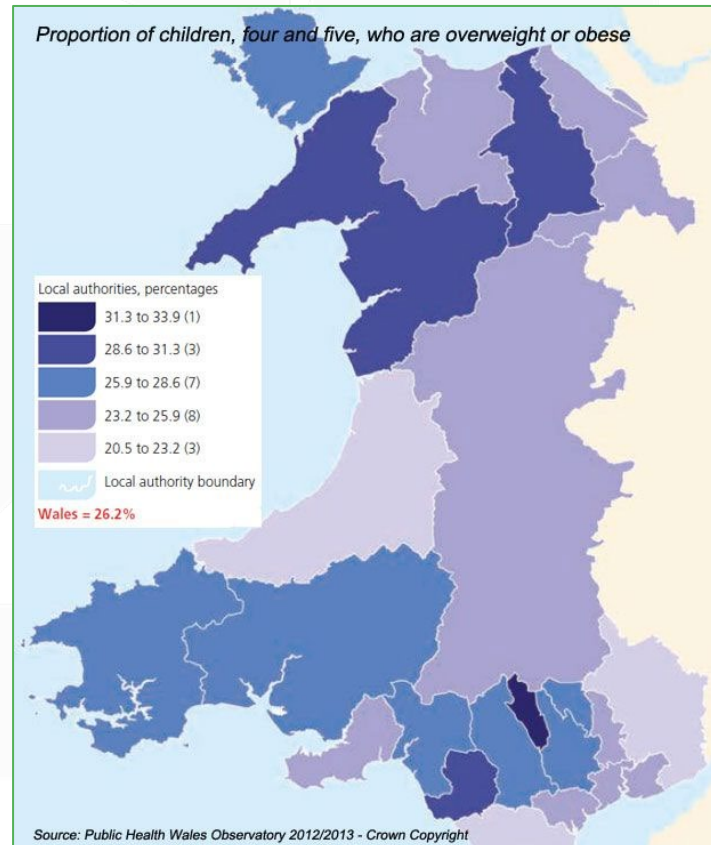 Proportion of children, four and five, who are overweight or obese
Local authorities, percentages
31.3 to 33.9 (1)
28.6 to 31.3 (3)
25.9 to 28.6 (7)
23.2 to 25.9 (8)
20.5 to 23.2 (3)
Local authority boundary
Wales = 26.2%
Source: Public Health Wales Observatory 2012/2013 - Crown Copyright